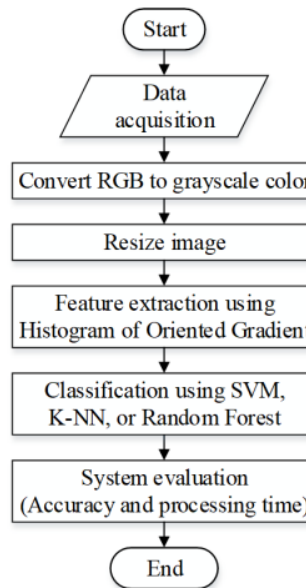 Start
Data
acquisition
Convert RGB to grayscale color
Resize image
Feature extraction using
Histogram of Oriented Gradient
Classification using SVM,
K-NN, or Random Forest
System evaluation
(Accuracy and processing time)
End